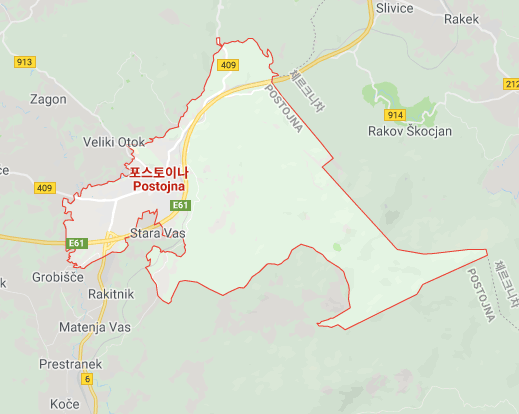 Slivice
Rakek
409
913
212
체르크니차
POSTOJNA
Zagon
914
Rakov Škocjan
Veliki Otok
포스토이나
Postojna
409
E61
Stara Vas
E61
체르크니차
POSTOJNA
Grobišče
Rakitnik
Matenja Vas
Prestranek
6
Koče